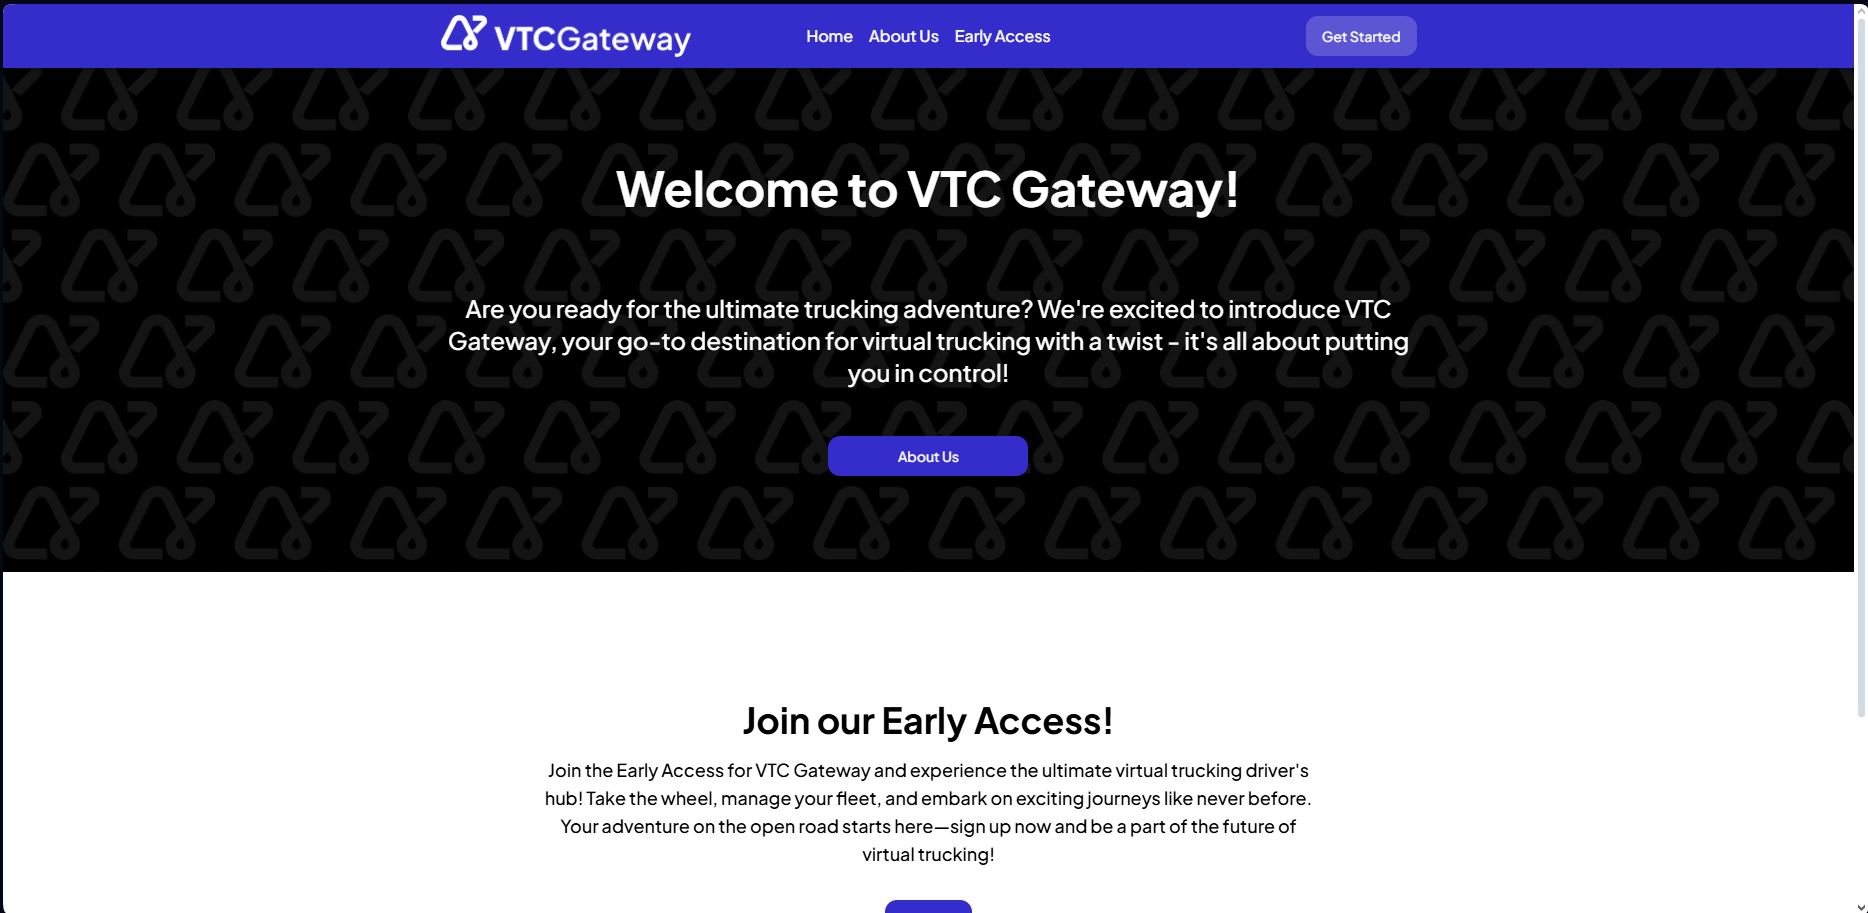 VTCGateway
Home
About Us
Early Access
Get Started
Welcome to VTC Gateway!
Are you ready for the ultimate trucking adventure? We're excited to introduce VTC
Gateway, your go-to destination for virtual trucking with a twist - it's all about putting
you in control!
About Us
Join our Early Access!
Join the Early Access for VTC Gateway and experience the ultimate virtual trucking driver's
hub! Take the wheel, manage your fleet, and embark on exciting journeys like never before.
Your adventure on the open road starts here—sign up now and be a part of the future of
virtual trucking!